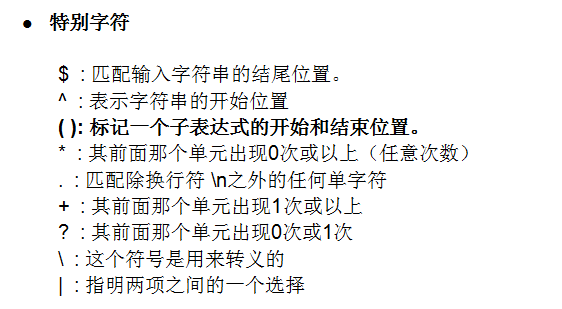 ● 特别字符
$ ：匹配输入字符串的结尾位置。
^ ：表示字符串的开始位置
( ): 标记一个子表达式的开始和结束位置。
* ：其前面那个单元出现0次或以上（任意次数）
. ：匹配除换行符 \n之外的任何单字符
+ ：其前面那个单元出现1次或以上
? ：其前面那个单元出现0次或1次
\ ：这个符号是用来转义的
| ：指明两项之间的一个选择